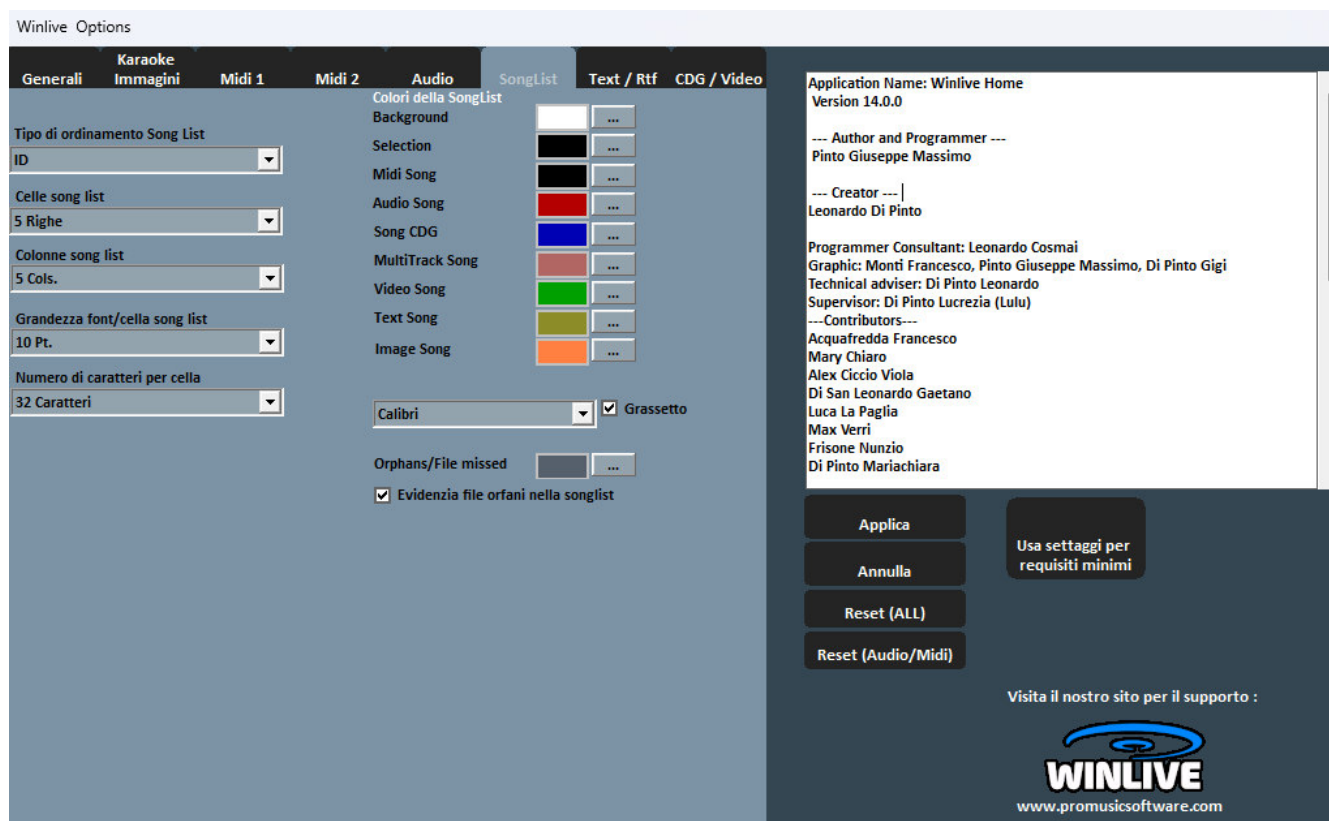 Winlive Options
Generali
Karaoke
Immagini
Midi 1
Midi 2
Audio
SongList
Text / Rtf
CDG / Video
Tipo di ordinamento Song List
ID
Celle song list
5 Righe
Colonne song list
5 Cols.
Grandezza font/cella song list
10 Pt.
Numero di caratteri per cella
32 Caratteri
Colori della SongList
Background
...
Selection
...
Midi Song
...
Audio Song
...
Song CDG
...
MultiTrack Song
...
Video Song
...
Text Song
...
Image Song
...
Calibri
Grassetto
Orphans/File missed
...
Evidenzia file orfani nella songlist
Application Name: Winlive Home
Version 14.0.0
--- Author and Programmer ---
Pinto Giuseppe Massimo
--- Creator ---
Leonardo Di Pinto
Programmer Consultant: Leonardo Cosmai
Graphic: Monti Francesco, Pinto Giuseppe Massimo, Di Pinto Gigi
Technical adviser: Di Pinto Leonardo
Supervisor: Di Pinto Lucrezia (Lulu)
---Contributors---
Acquafredda Francesco
Mary Chiaro
Alex Ciccio Viola
Di San Leonardo Gaetano
Luca La Paglia
Max Verri
Frisone Nunzio
Di Pinto Mariachiara
Applica
Annulla
Reset (ALL)
Reset (Audio/Midi)
Usa settaggi per
requisiti minimi
Visita il nostro sito per il supporto :
WINLIVE
www.promusicsoftware.com